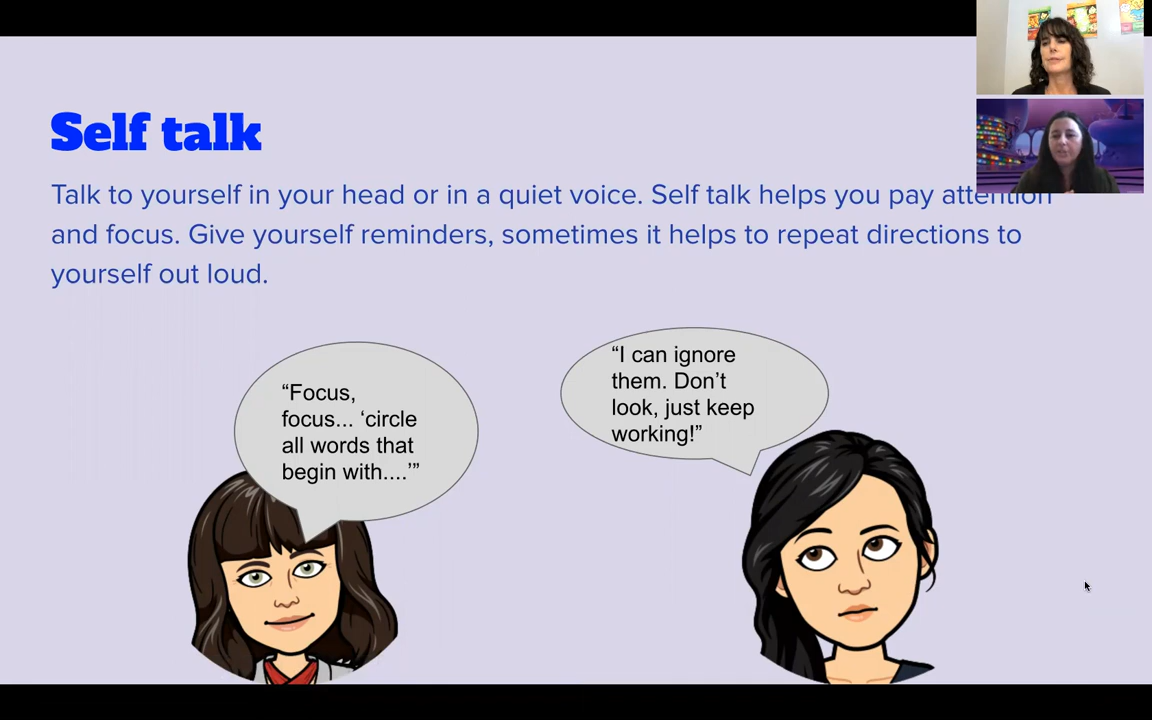 Self talk
Talk to yourself in your head or in a quiet voice. Self talk helps you pay attention
and focus. Give yourself reminders, sometimes it helps to repeat directions to
yourself out loud.
“Focus,
focus... ‘circle
all words that
begin with....’”
“I can ignore
them. Don’t
look, just keep
working!”